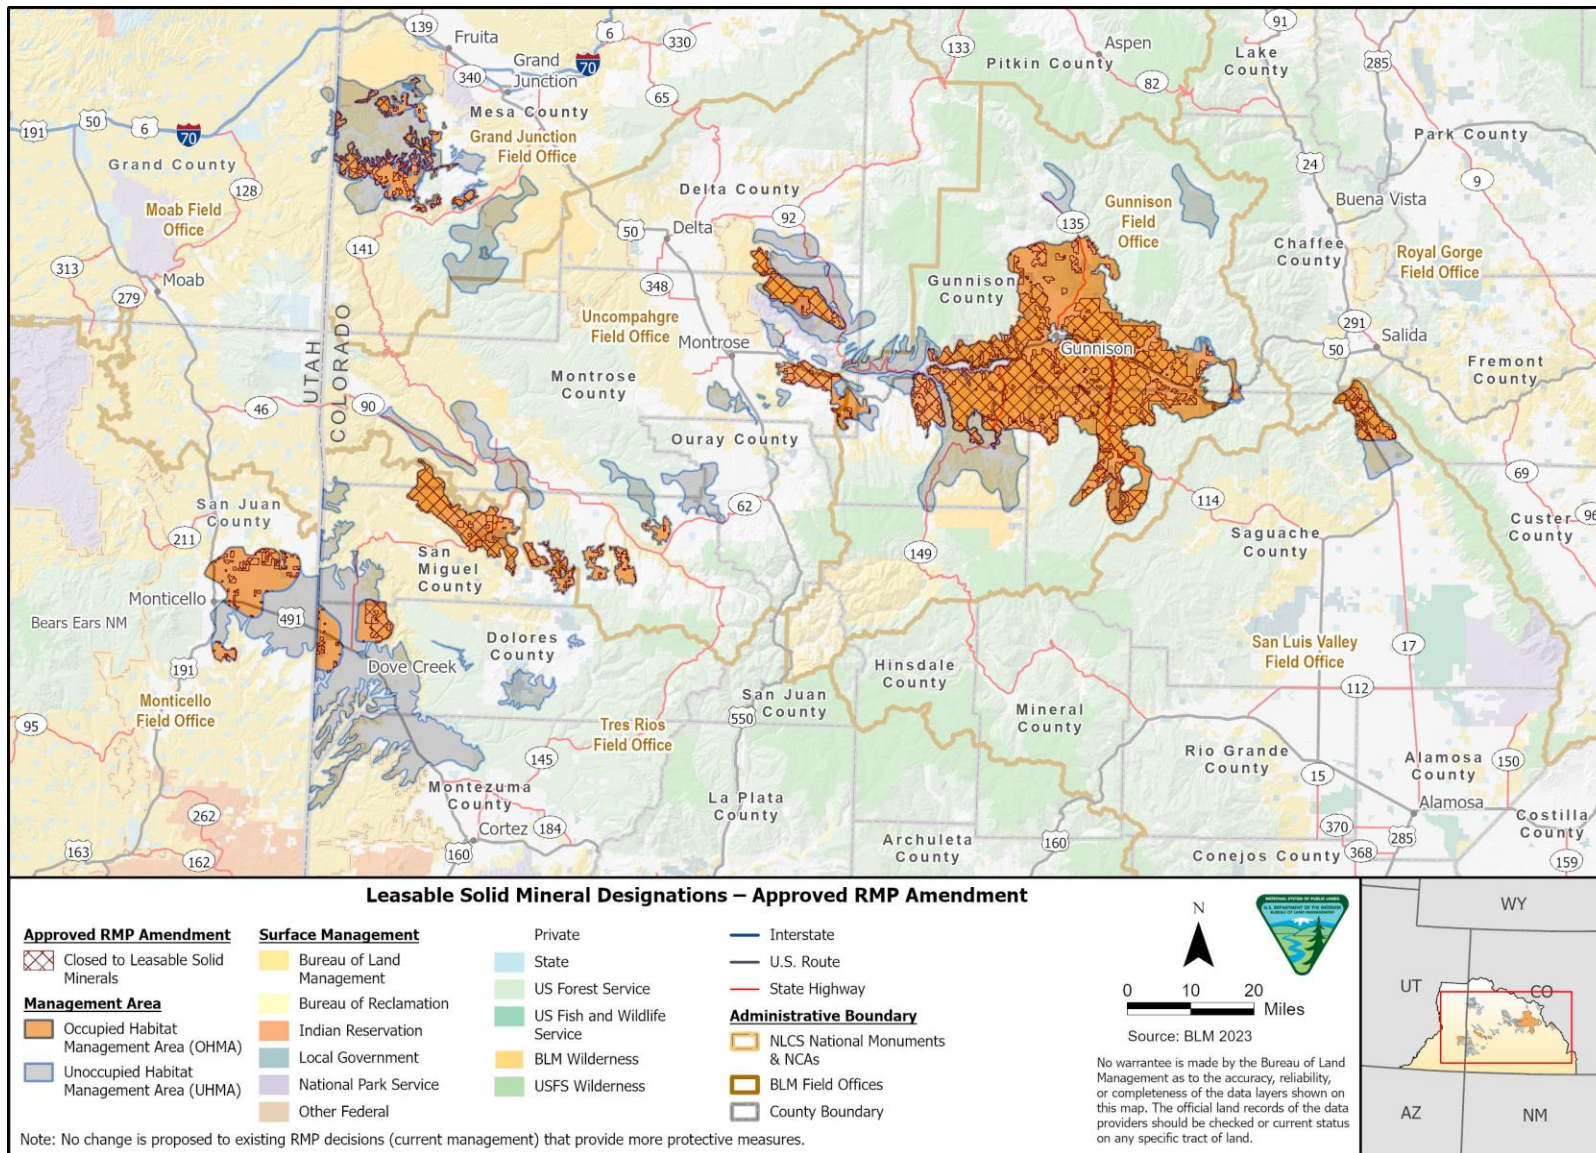 139
Fruita
6
330
133
Aspen
91
Lake
County
285
Grand
Junction
70
340
Pitkin County
82
65
Mesa County
191
50
6
70
Grand County
Grand Junction
Field Office
Park County
24
9
128
Moab Field
Office
Delta County
92
Gunnison
Field
Office
Buena Vista
135
50
Delta
141
Chaffee
County
Royal Gorge
Field Office
313
Moab
279
348
Gunnison
County
Uncompahgre
Field Office
291
Salida
50
UTAH
COLORADO
Montrose
Gunnison
Fremont
County
Montrose
County
46
90
Ouray County
69
San Juan
County
62
114
96
211
San
Miguel
County
149
Saguache
County
Custer
County
Monticello
491
Bears Ears NM
Dove Creek
Dolores
County
San Luis Valley
Field Office
17
191
Hinsdale
County
112
Monticello
Field Office
San Juan
County
95
Tres Rios
Field Office
550
Mineral
County
145
Rio Grande
County
Alamosa
County
150
15
Montezuma
County
La Plata
County
Alamosa
262
Cortez
184
370
285
Costilla
County
163
162
160
Archuleta
County
160
Conejos County
368
159
Leasable Solid Mineral Designations – Approved RMP Amendment
Approved RMP Amendment
Closed to Leasable Solid
Minerals
Management Area
Occupied Habitat
Management Area (OHMA)
Unoccupied Habitat
Management Area (UHMA)
Surface Management
Bureau of Land
Management
Bureau of Reclamation
Indian Reservation
Local Government
National Park Service
Other Federal
Private
State
US Forest Service
US Fish and Wildlife
Service
BLM Wilderness
USFS Wilderness
Interstate
U.S. Route
State Highway
Administrative Boundary
NLCS National Monuments
& NCAs
BLM Field Offices
County Boundary
N
NATIONAL SYSTEM OF PUBLIC LANDS
U.S. DEPARTMENT OF THE INTERIOR
BUREAU OF LAND MANAGEMENT
0 10 20
Miles
Source: BLM 2023
No warrantee is made by the Bureau of Land
Management as to the accuracy, reliability,
or completeness of the data layers shown on
this map. The official land records of the data
providers should be checked or current status
on any specific tract of land.
Note: No change is proposed to existing RMP decisions (current management) that provide more protective measures.
WY
UT
CO
AZ
NM